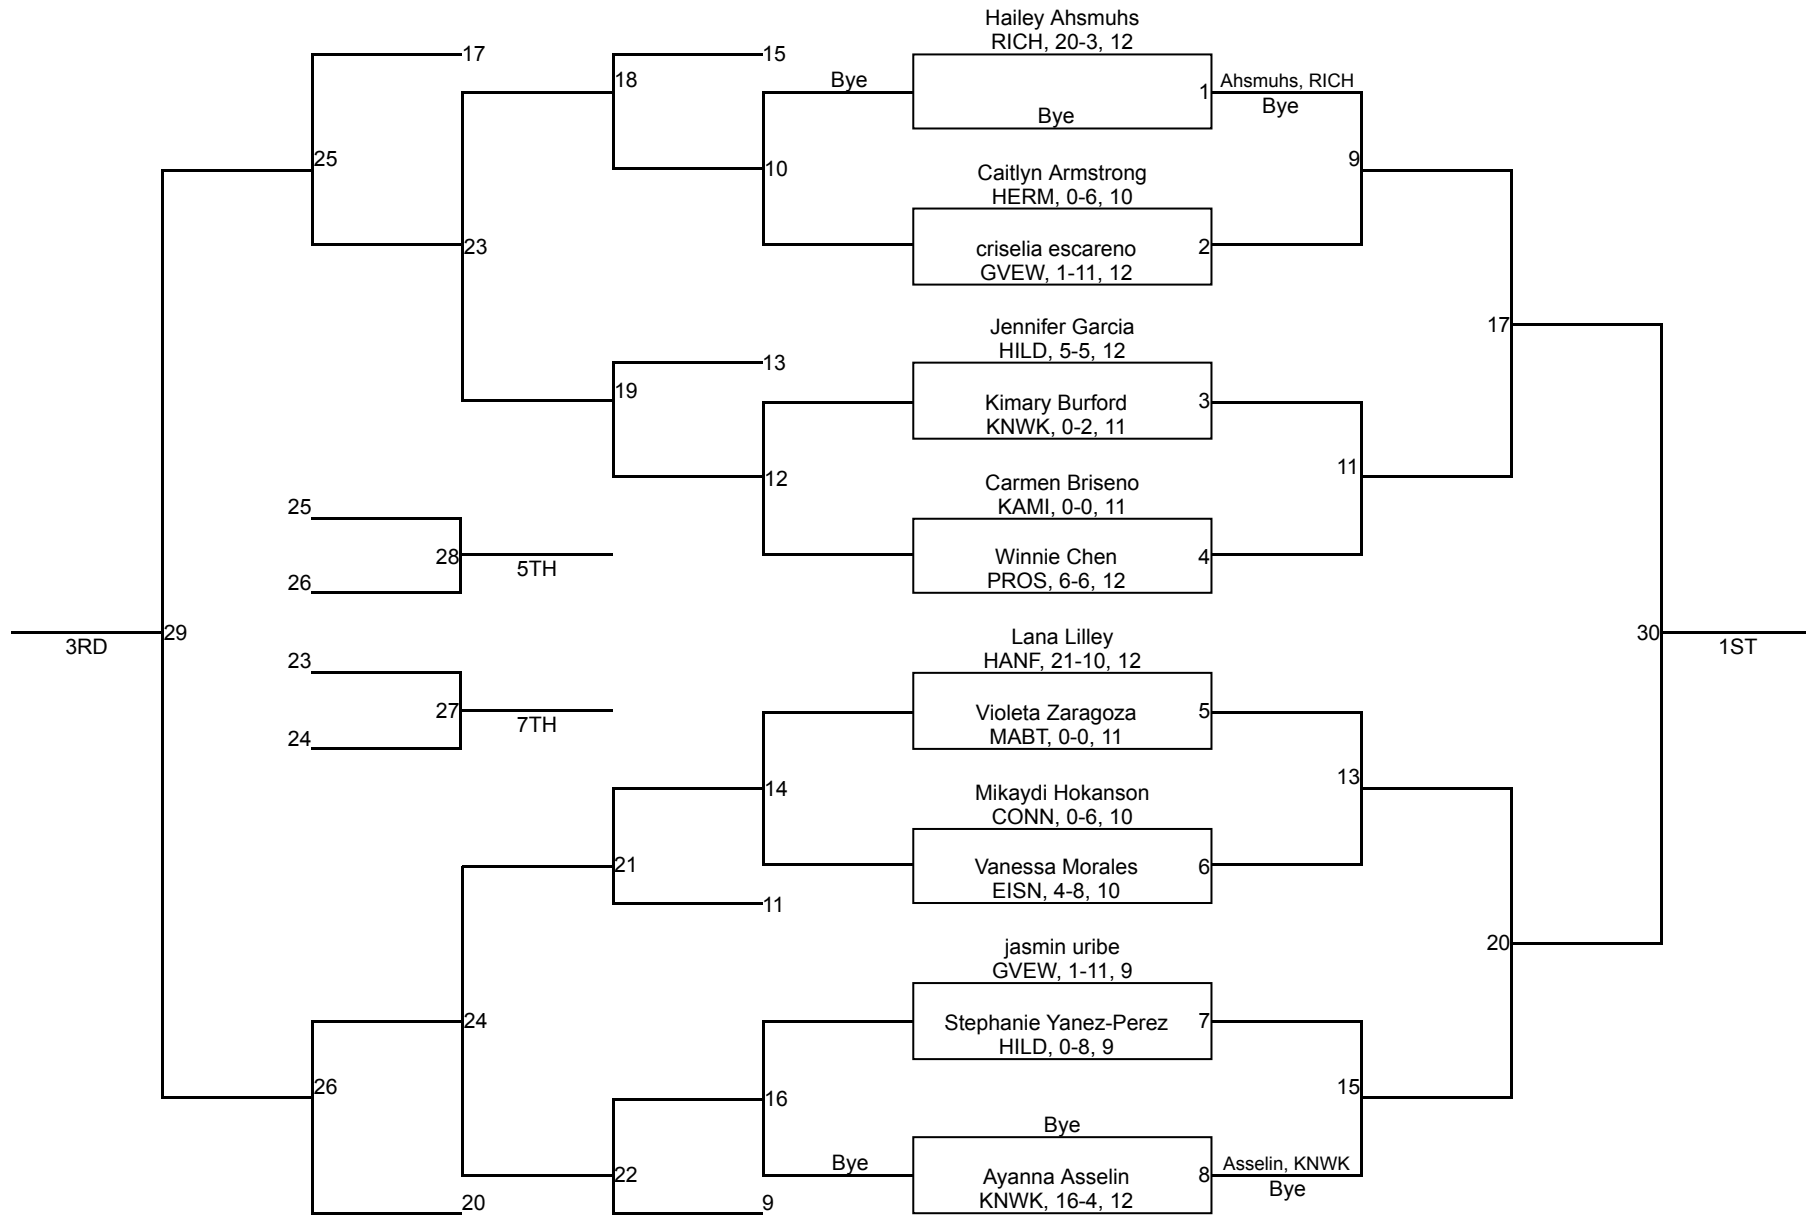 Hailey Ahsmuhs
RICH, 20-3, 12
17
15
18
Bye
1
Ahsmuhs, RICH
Bye
Bye
25
10
9
Caitlyn Armstrong
HERM, 0-6, 10
23
criselia escareno
2
GVEW, 1-11, 12
Jennifer Garcia
17
HILD, 5-5, 12
13
19
Kimary Burford
3
KNWK, 0-2, 11
12
11
Carmen Briseno
KAMI, 0-0, 11
25
28
5TH
Winnie Chen
4
PROS, 6-6, 12
26
3RD
29
Lana Lilley
HANF, 21-10, 12
30
1ST
23
27
7TH
Violeta Zaragoza
5
MABT, 0-0, 11
24
14
13
Mikaydi Hokanson
CONN, 0-6, 10
21
Vanessa Morales
6
EISN, 4-8, 10
11
jasmin uribe
20
GVEW, 1-11, 9
24
Stephanie Yanez-Perez
7
HILD, 0-8, 9
26
16
15
Bye
Bye
22
Ayanna Asselin
8
Asselin, KNWK
KNWK, 16-4, 12
Bye
20
9